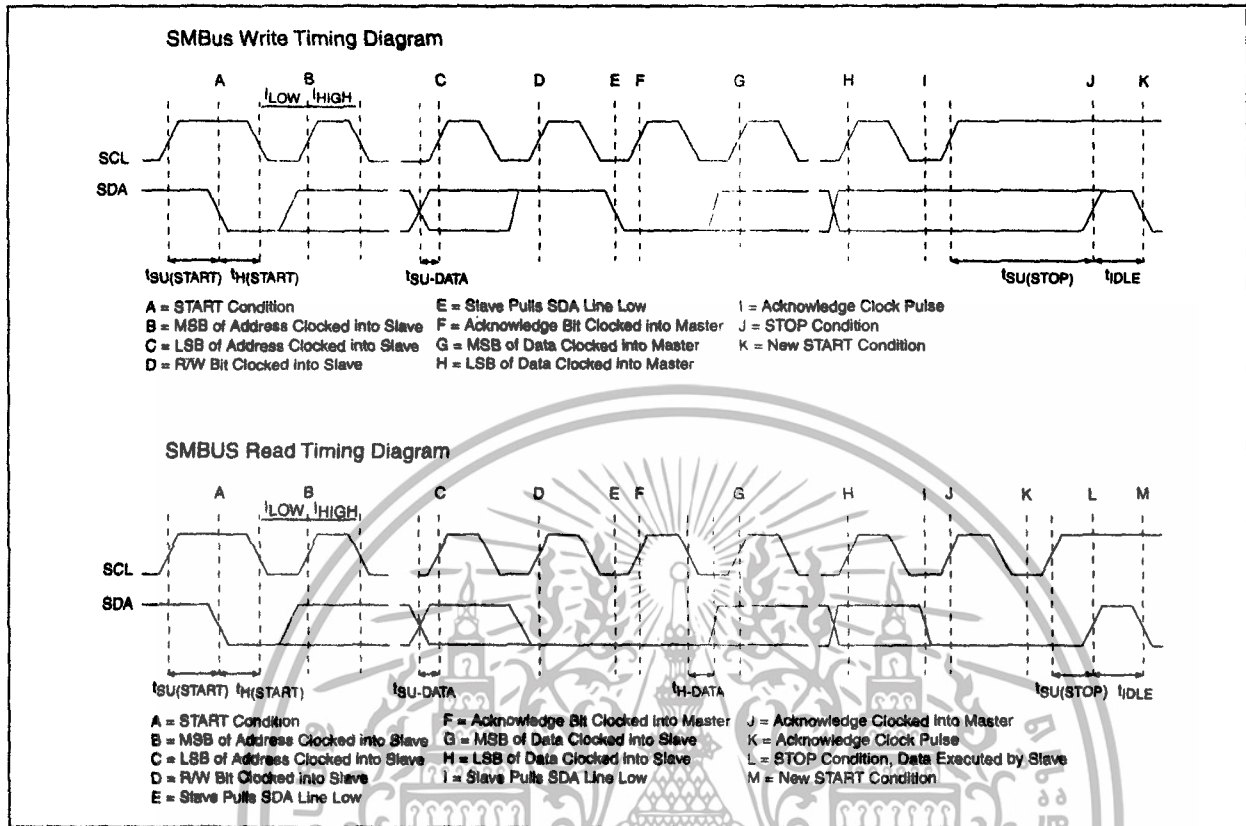 SMBus Write Timing Diagram
A B C D E F G H I J K
tLOW tHIGH
SCL
SDA
tSU(START) tH(START) tSU-DATA tSU(STOP) tIDLE
A = START Condition E = Slave Pulls SDA Line Low I = Acknowledge Clock Pulse
B = MSB of Address Clocked into Slave F = Acknowledge Bit Clocked into Master J = STOP Condition
C = LSB of Address Clocked into Slave G = MSB of Data Clocked into Master K = New START Condition
D = R/W Bit Clocked into Slave H = LSB of Data Clocked into Master
SMBUS Read Timing Diagram
A B C D E F G H I J K L M
tLOW tHIGH
SCL
SDA
tSU(START) tH(START) tSU-DATA tH-DATA tSU(STOP) tIDLE
A = START Condition F = Acknowledge Bit Clocked into Master J = Acknowledge Clocked into Master
B = MSB of Address Clocked into Slave G = MSB of Data Clocked into Slave K = Acknowledge Clock Pulse
C = LSB of Address Clocked into Slave H = LSB of Data Clocked into Slave L = STOP Condition, Data Executed by Slave
D = R/W Bit Clocked into Slave I = Slave Pulls SDA Line Low M = New START Condition
E = Slave Pulls SDA Line Low